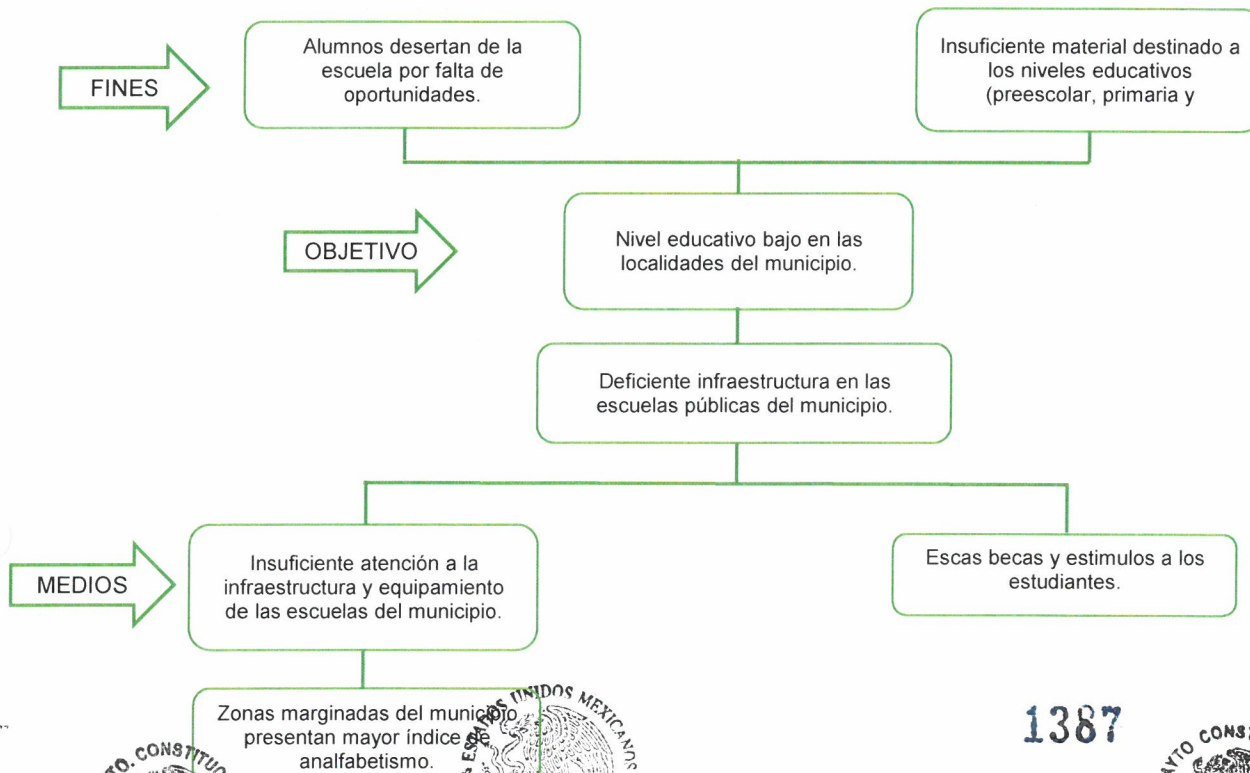 Alumnos desertan de la
escuela por falta de
oportunidades.
Insuficiente material destinado a
los niveles educativos
(preescolar, primaria y
FINES
Nivel educativo bajo en las
localidades del municipio.
OBJETIVO
Deficiente infraestructura en las
escuelas públicas del municipio.
Insuficiente atención a la
infraestructura y equipamiento
de las escuelas del municipio.
Escas becas y estimulos a los
estudiantes.
MEDIOS
Zonas marginadas del municipio
presentan mayor índice de
analfabetismo.
ESTADOS UNIDOS MEXICANOS
1387